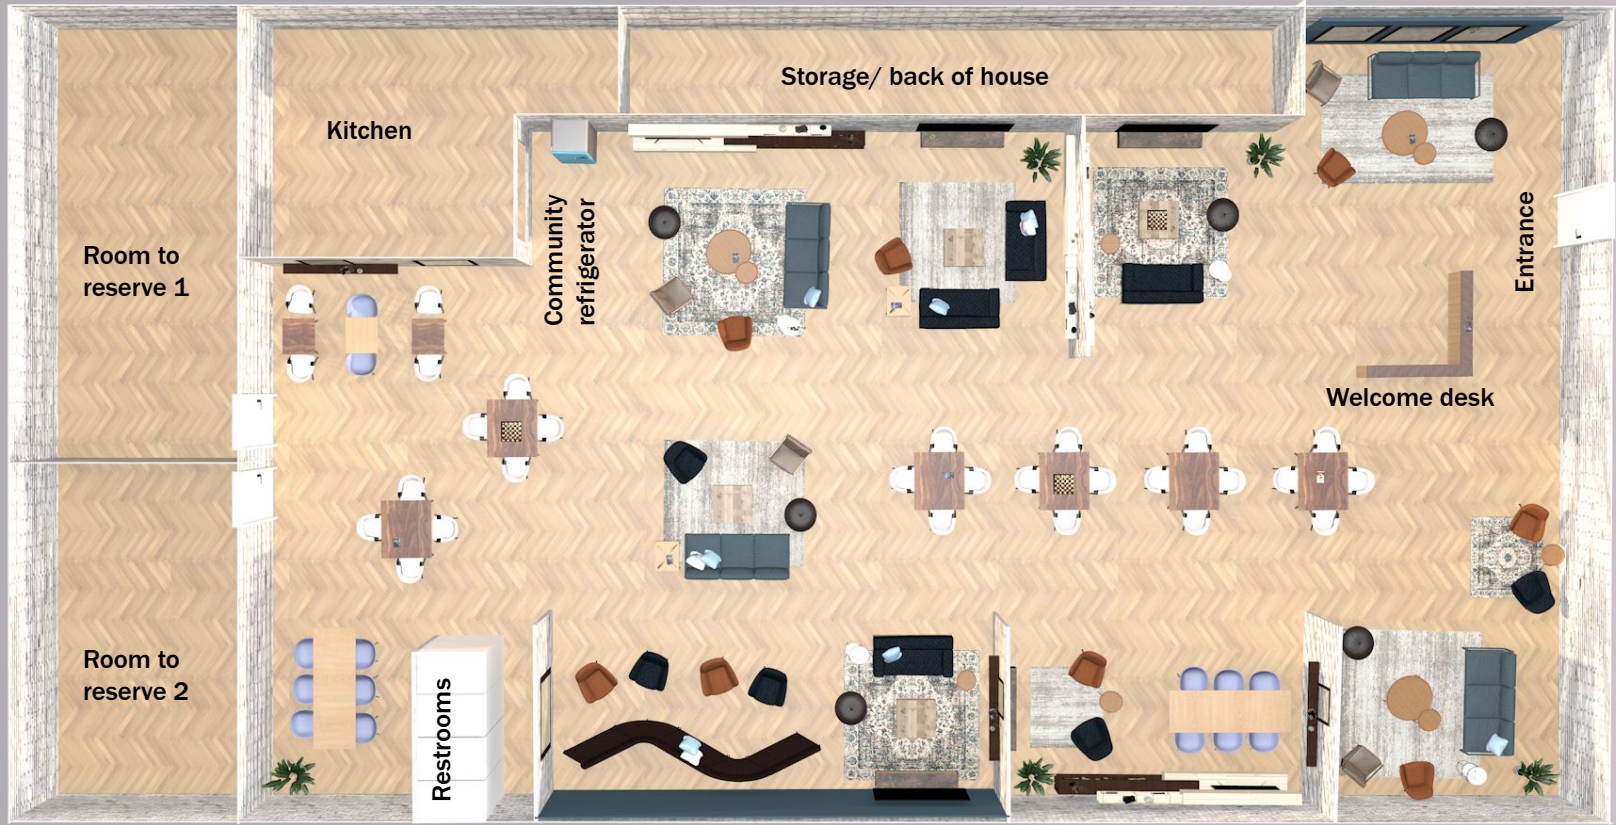 Storage/ back of house
Kitchen
Community
refrigerator
Entrance
Room to
reserve 1
Welcome desk
Room to
reserve 2
Restrooms